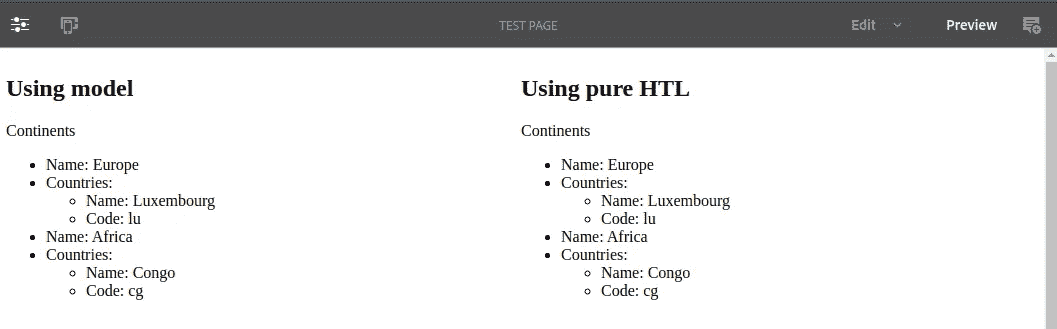 TEST PAGE
Edit
Preview
Using model
Continents
Name: Europe
Countries:
Name: Luxembourg
Code: lu
Name: Africa
Countries:
Name: Congo
Code: cg
Using pure HTL
Continents
Name: Europe
Countries:
Name: Luxembourg
Code: lu
Name: Africa
Countries:
Name: Congo
Code: cg